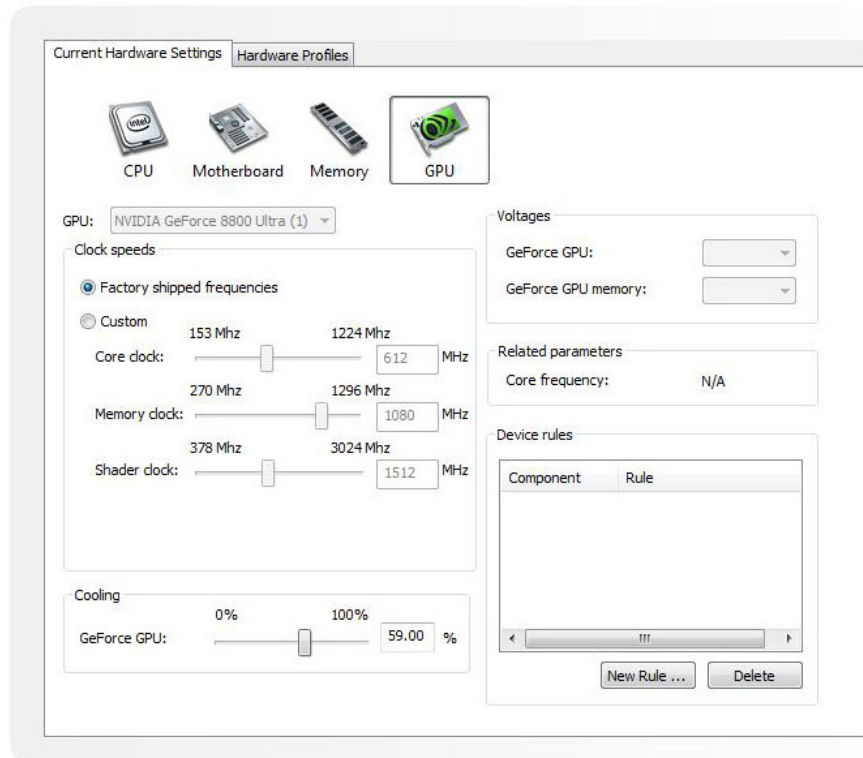 Current Hardware Settings
Hardware Profiles
intel
CPU
Motherboard
Memory
GPU
GPU: NVIDIA GeForce 8800 Ultra (1)
Clock speeds
Factory shipped frequencies
Custom
153 Mhz 1224 Mhz
Core clock: 612 MHz
270 Mhz 1296 Mhz
Memory clock: 1080 MHz
378 Mhz 3024 Mhz
Shader clock: 1512 MHz
Cooling
0% 100%
GeForce GPU: 59.00 %
Voltages
GeForce GPU:
GeForce GPU memory:
Related parameters
Core frequency: N/A
Device rules
Component Rule
New Rule ... Delete